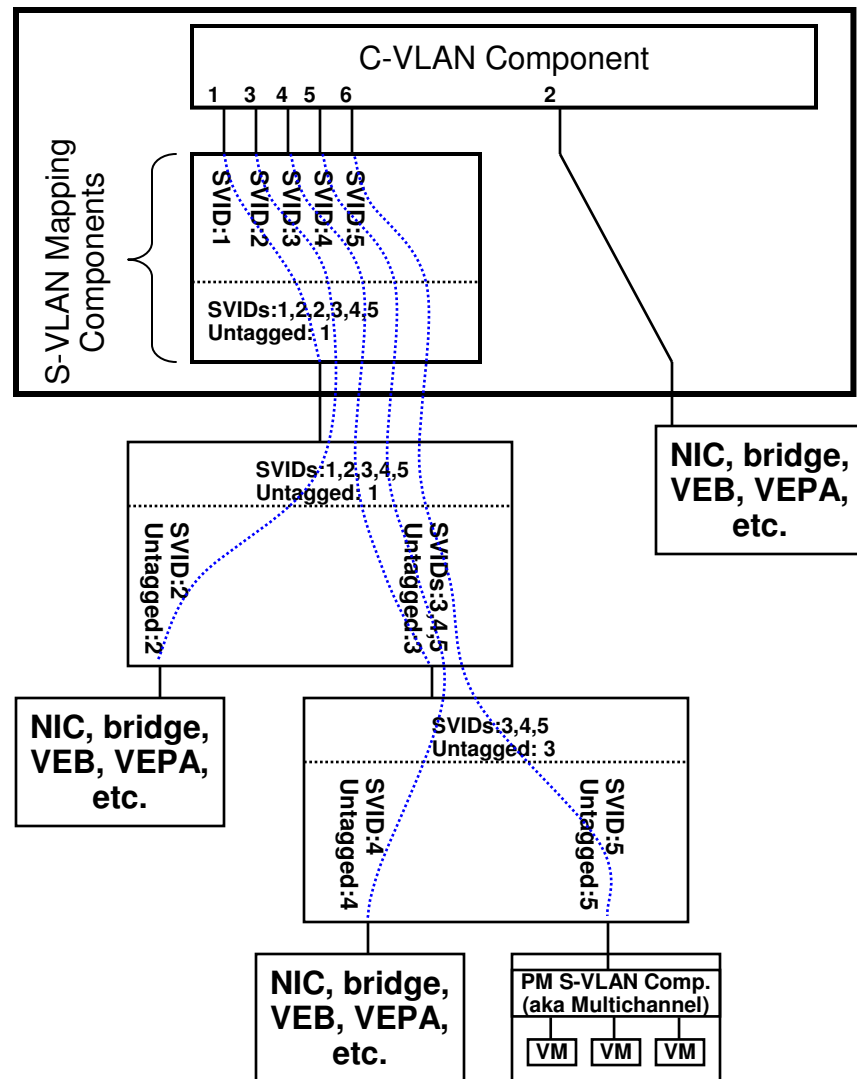 C-VLAN Component
1 3 4 5 6 2
S-VLAN Mapping
Components
SVID:1
SVID:2
SVID:3
SVID:4
SVID:5
SVIDs:1,2,2,3,4,5
Untagged: 1
NIC, bridge,
VEB, VEPA,
etc.
SVIDs:1,2,3,4,5
Untagged: 1
SVID:2
Untagged:2
SVIDs:3,4,5
Untagged:3
NIC, bridge,
VEB, VEPA,
etc.
SVIDs:3,4,5
Untagged: 3
SVID:4
Untagged:4
SVID:5
Untagged:5
NIC, bridge,
VEB, VEPA,
etc.
PM S-VLAN Comp.
(aka Multichannel)
VM VM VM